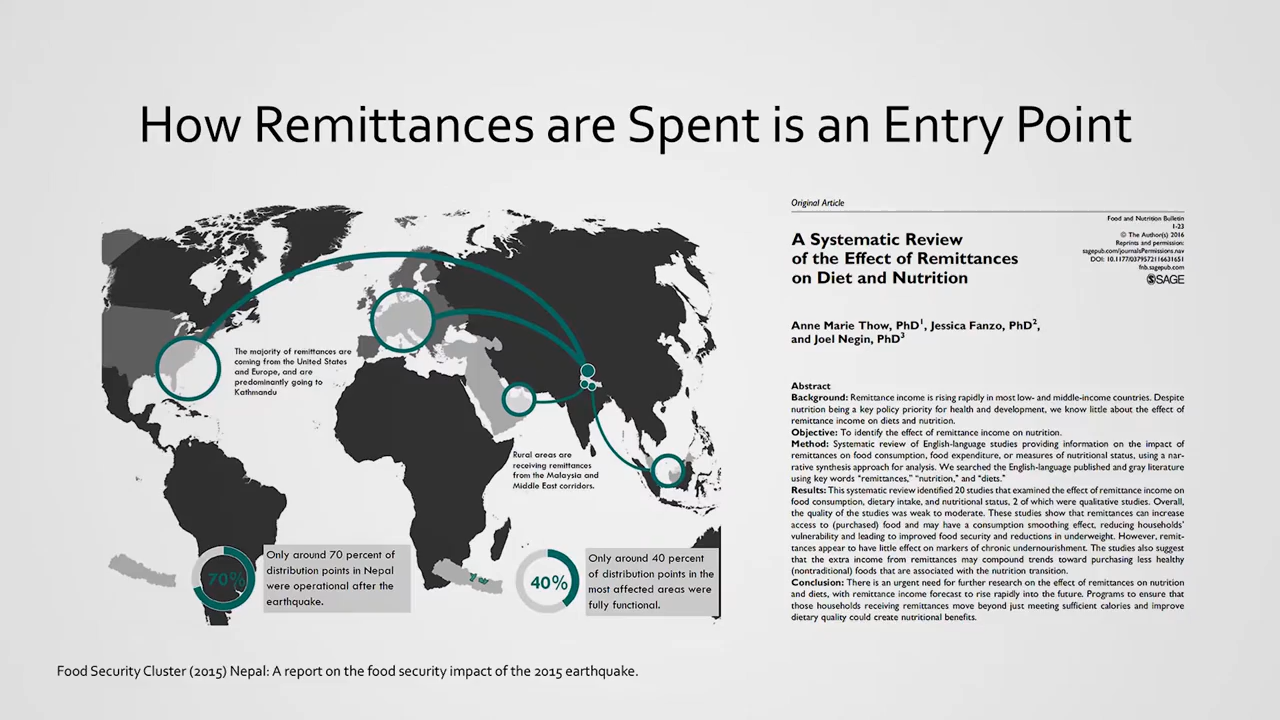 How Remittances are Spent is an Entry Point
The majority of remittances are
coming from the United States
and Europe, and are
predominantly going to
Kathmandu
Rural areas are
receiving remittances
from the Malaysia and
Middle East corridors.
70%
Only around 70 percent of
distribution points in Nepal
were operational after the
earthquake.
40%
Only around 40 percent
of distribution points in the
most affected areas were
fully functional.
Original Article
Food and Nutrition Bulletin
1-23
© The Author(s) 2016
Reprints and permission:
sagepub.com/journalsPermissions.nav
DOI: 10.1177/0379572116631651
fnb.sagepub.com
SAGE
A Systematic Review
of the Effect of Remittances
on Diet and Nutrition
Anne Marie Thow, PhD1, Jessica Fanzo, PhD2,
and Joel Negin, PhD3
Abstract
Background: Remittance income is rising rapidly in most low- and middle-income countries. Despite
nutrition being a key policy priority for health and development, we know little about the effect of
remittance income on diets and nutrition.
Objective: To identify the effect of remittance income on nutrition.
Method: Systematic review of English-language studies providing information on the impact of
remittances on food consumption, food expenditure, or measures of nutritional status, using a nar-
rative synthesis approach for analysis. We searched the English-language published and gray literature
using key words “remittances,” “nutrition,” and “diets.”
Results: This systematic review identified 20 studies that examined the effect of remittance income on
food consumption, dietary intake, and nutritional status, 2 of which were qualitative studies. Overall,
the quality of the studies was weak to moderate. These studies show that remittances can increase
access to (purchased) food and may have a consumption smoothing effect, reducing households’
vulnerability and leading to improved food security and reductions in underweight. However, remit-
tances appear to have little effect on markers of chronic undernourishment. The studies also suggest
that the extra income from remittances may compound trends toward purchasing less healthy
(nontraditional) foods that are associated with the nutrition transition.
Conclusion: There is an urgent need for further research on the effect of remittances on nutrition
and diets, with remittance income forecast to rise rapidly into the future. Programs to ensure that
those households receiving remittances move beyond just meeting sufficient calories and improve
dietary quality could create nutritional benefits.
Food Security Cluster (2015) Nepal: A report on the food security impact of the 2015 earthquake.